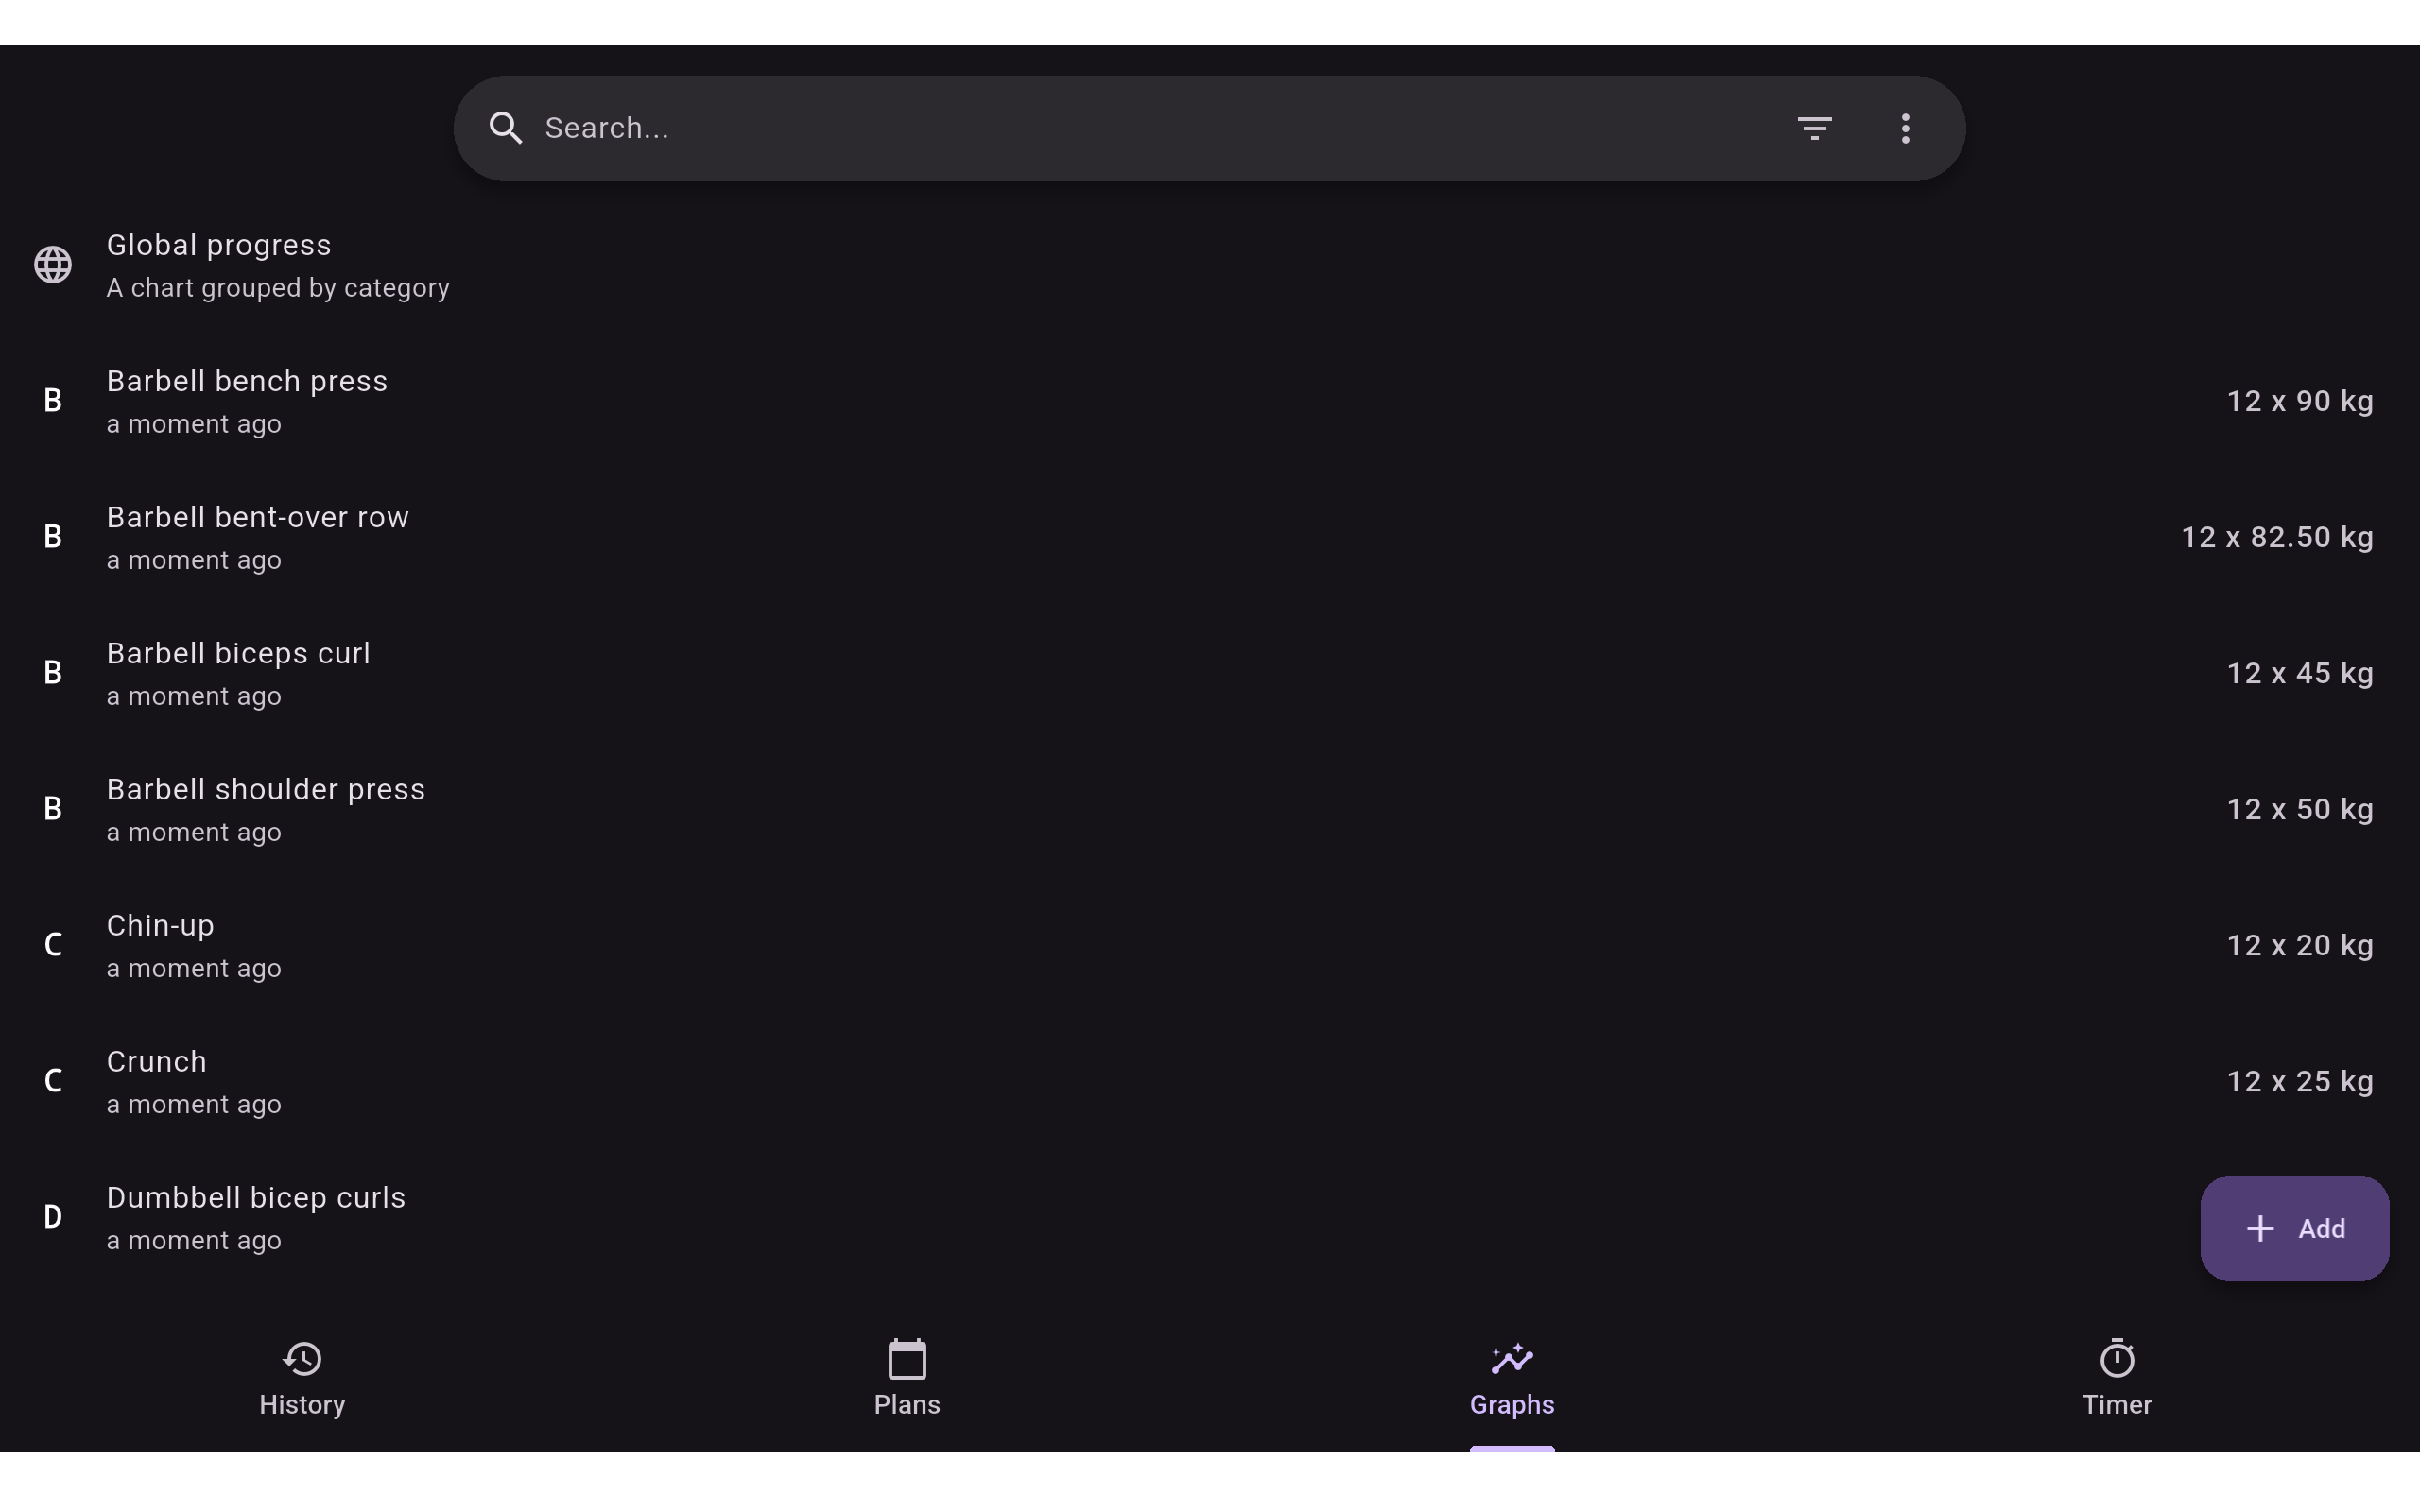 Search...
Global progress
A chart grouped by category
B
Barbell bench press
a moment ago
12 x 90 kg
B
Barbell bent-over row
a moment ago
12 x 82.50 kg
B
Barbell biceps curl
a moment ago
12 x 45 kg
B
Barbell shoulder press
a moment ago
12 x 50 kg
C
Chin-up
a moment ago
12 x 20 kg
C
Crunch
a moment ago
12 x 25 kg
D
Dumbbell bicep curls
a moment ago
Add
History
Plans
Graphs
Timer